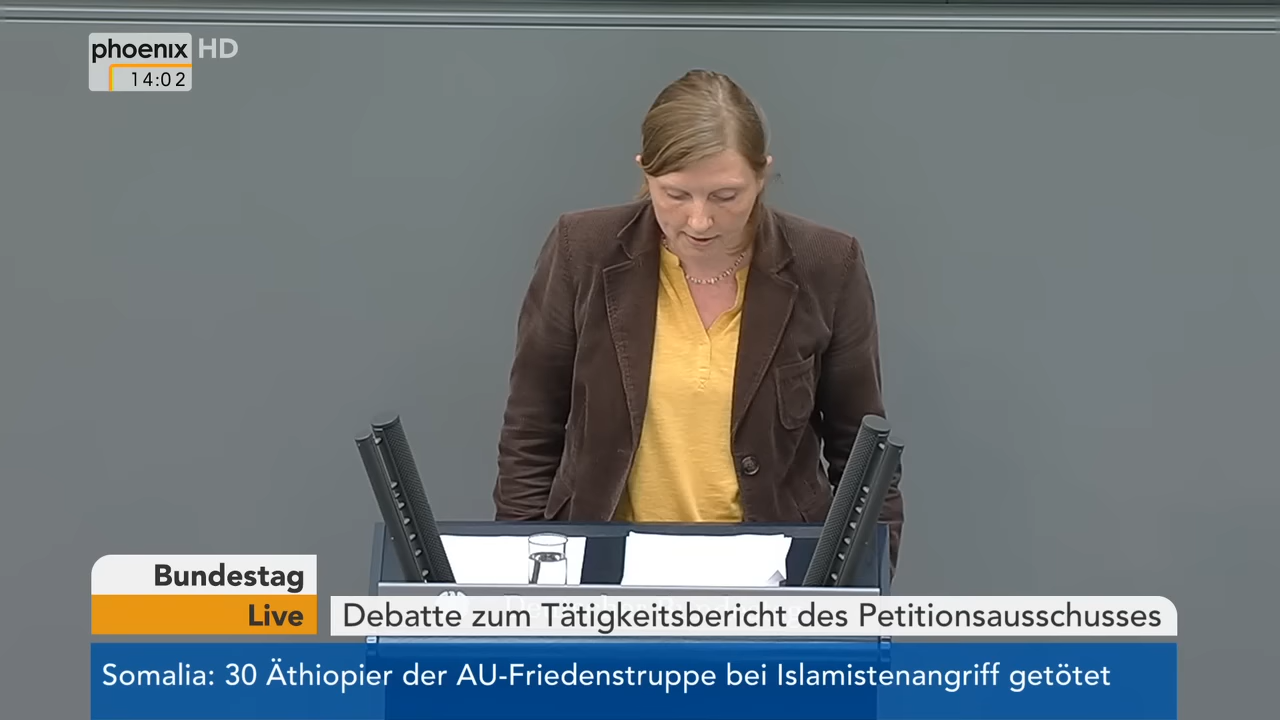 phoenix HD
14:02
Bundestag
Live
Debatte zum Tätigkeitsbericht des Petitionsausschusses
Somalia: 30 Äthiopier der AU-Friedenstruppe bei Islamistenangriff getötet